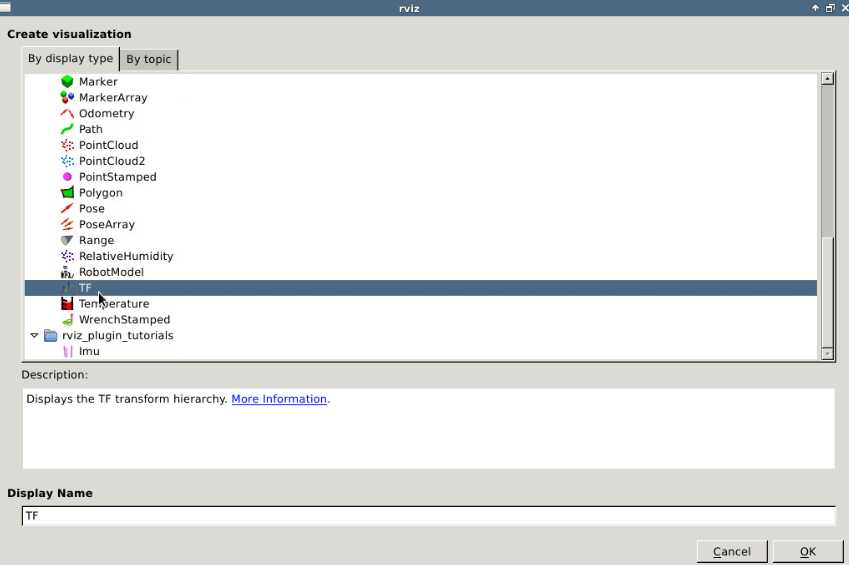 rviz
Create visualization
By display type
By topic
Marker
MarkerArray
Odometry
Path
PointCloud
PointCloud2
PointStamped
Polygon
Pose
PoseArray
Range
RelativeHumidity
RobotModel
TF
Temperature
WrenchStamped
rviz_plugin_tutorials
Imu
Description:
Displays the TF transform hierarchy. More Information.
Display Name
TF
Cancel
OK